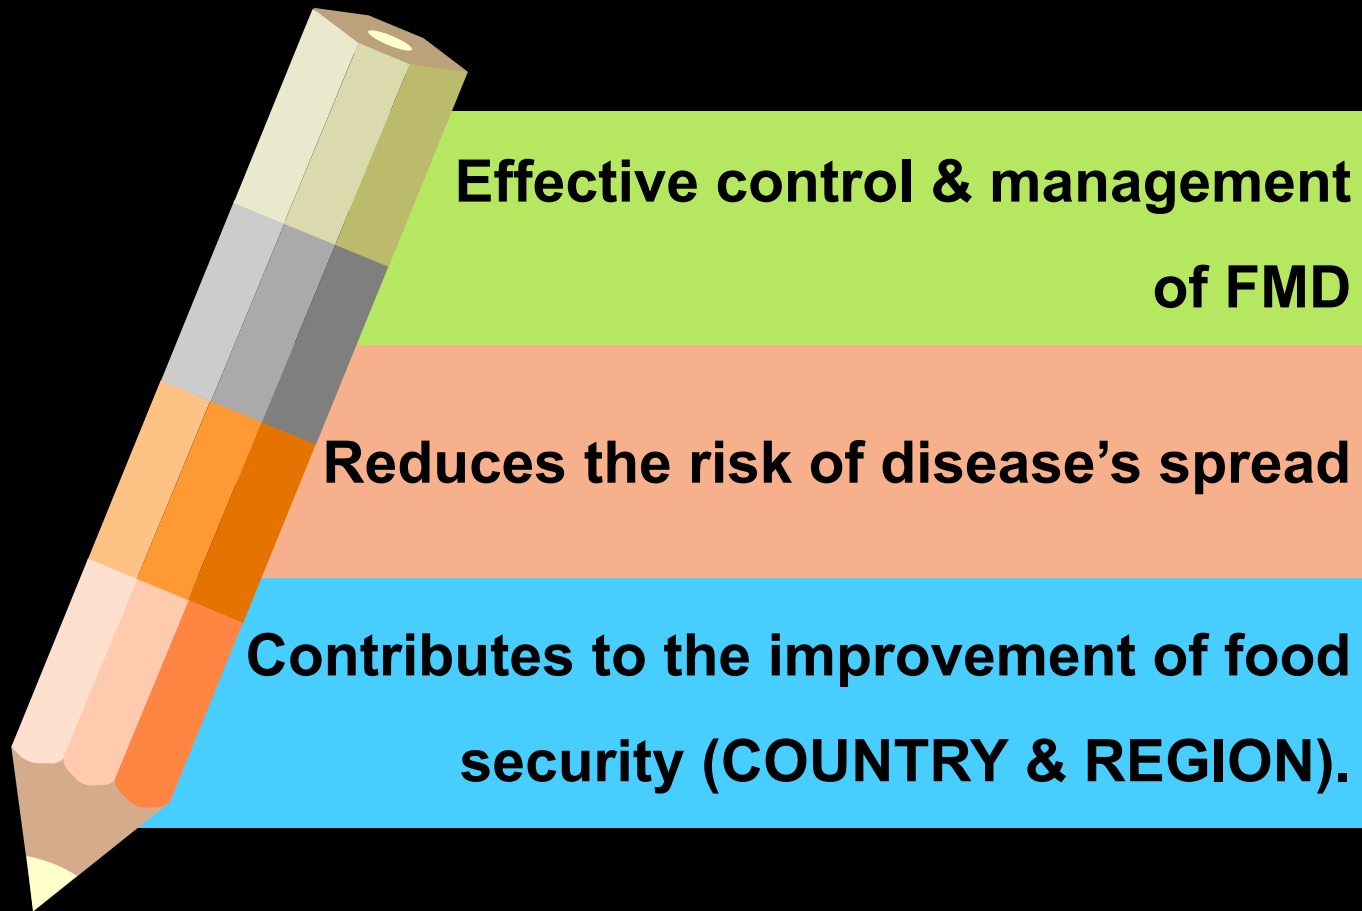 Effective control & management
of FMD
Reduces the risk of disease’s spread
Contributes to the improvement of food
security (COUNTRY & REGION).